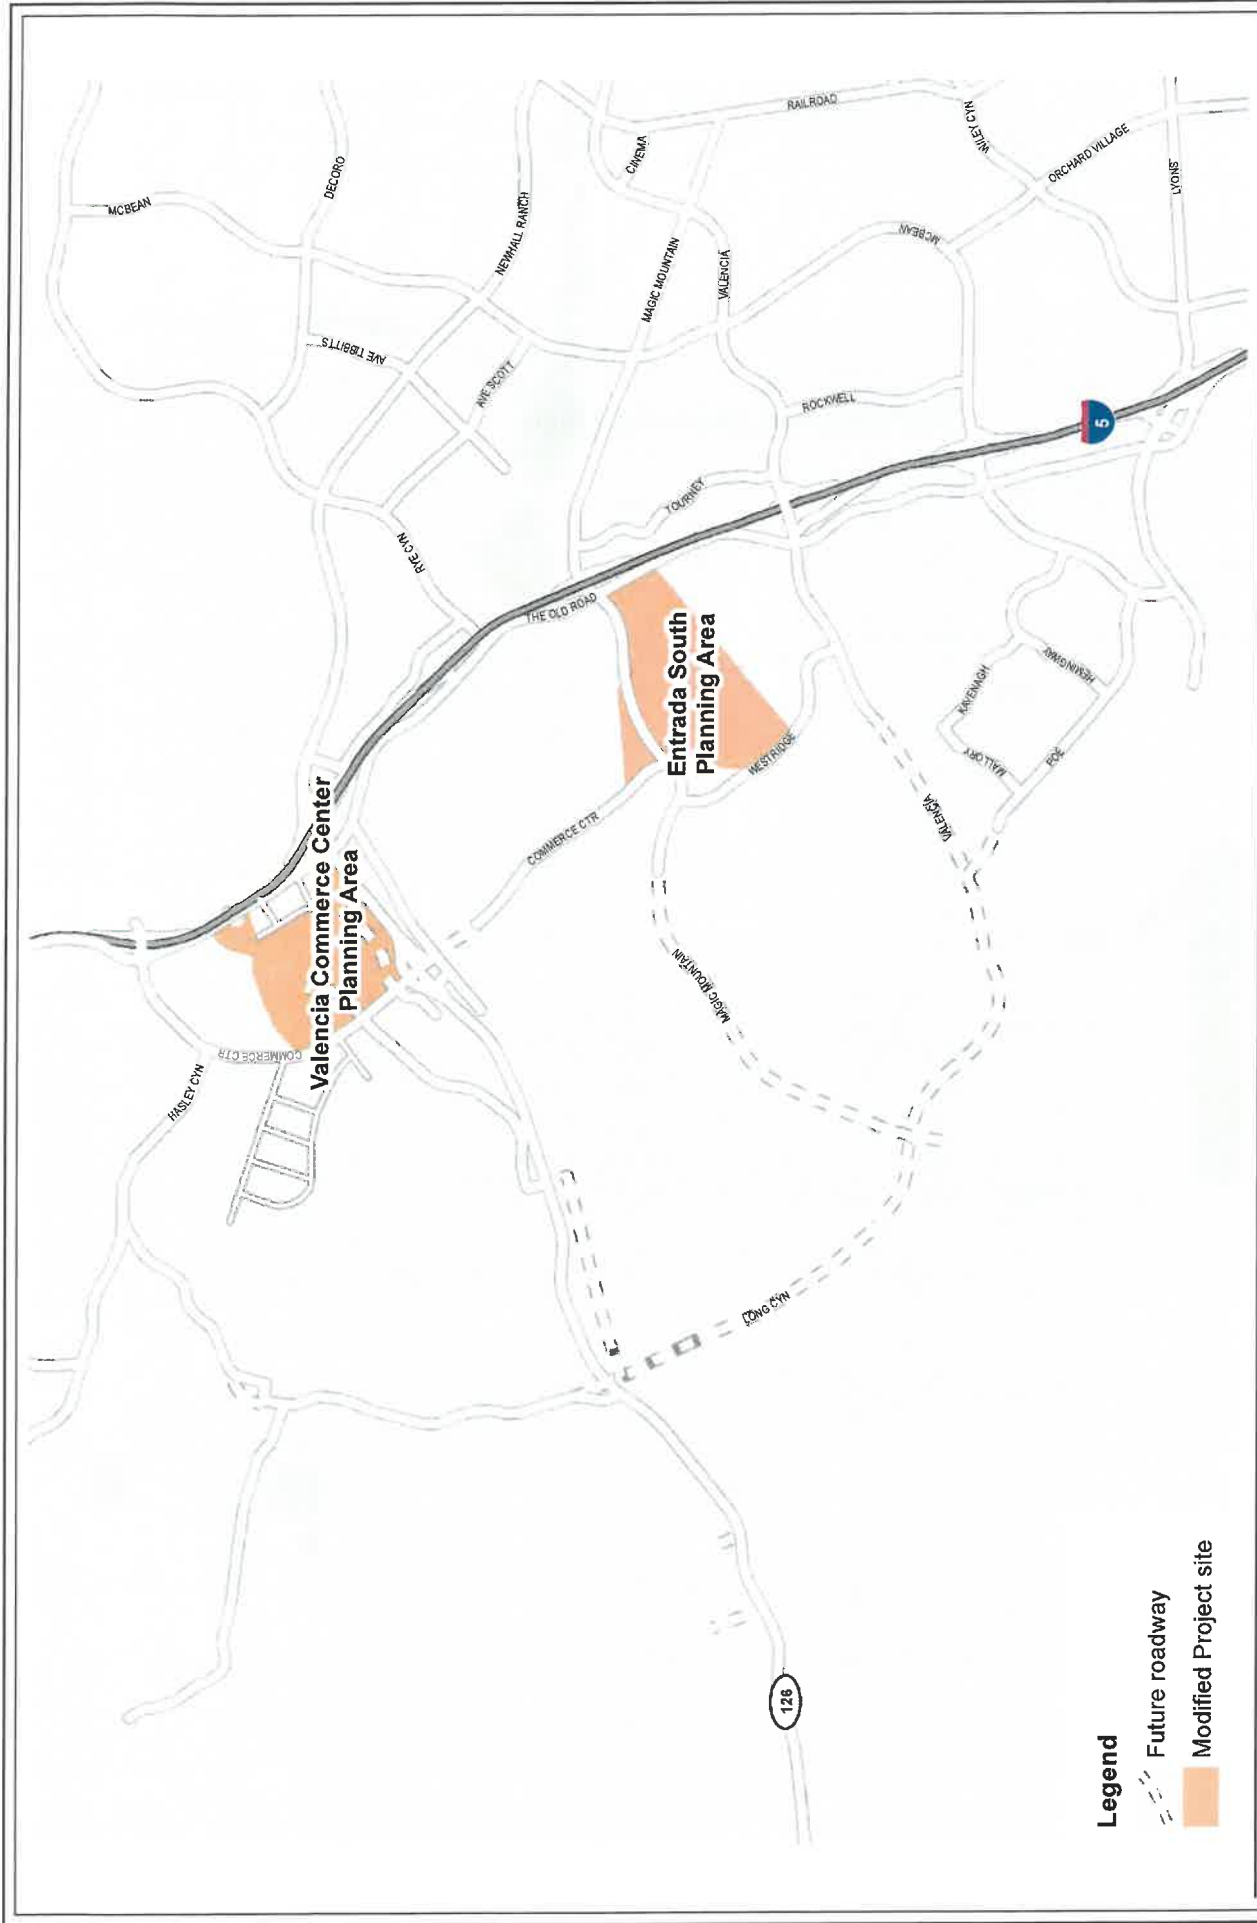 MCBEAN
DECORO
NEWHALL RANCH
AVE TIBBITTS
AVE SCOTT
RYE CYN
CINEMA
RAILROAD
MAGIC MOUNTAIN
VALENCIA
MCBEAN
WILEY CYN
ORCHARD VILLAGE
LYONS
ROCKWELL
TOURNEY
5
THE OLD ROAD
Entrada South
Planning Area
WESTRIDGE
Valencia Commerce Center
Planning Area
COMMERCE CTR
COMMERCE CTR
HASLEY CYN
MAGIC MOUNTAIN
VALENCIA
KAVENAGH
HEMINGWAY
MALLORY
POE
LONG CYN
126
Legend
Future roadway
Modified Project site